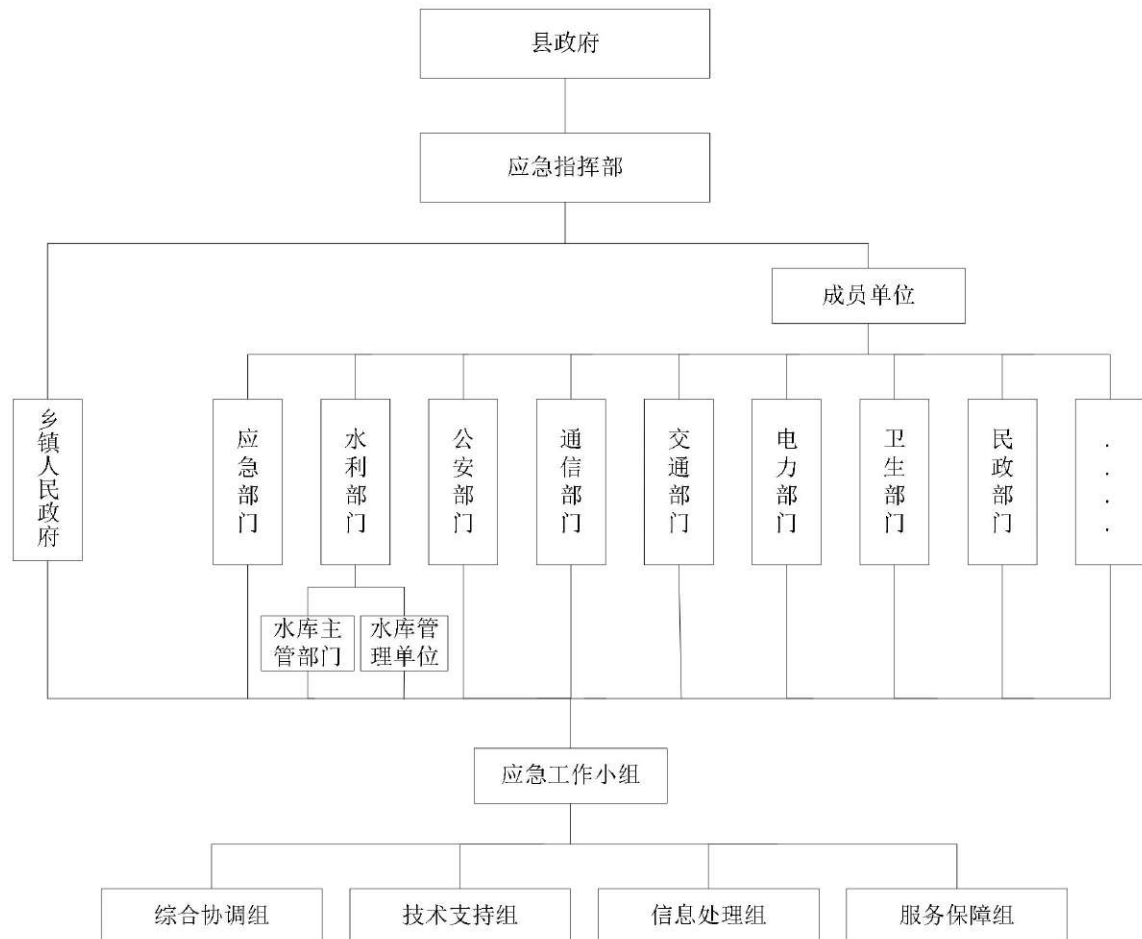 县政府
应急指挥部
成员单位
乡镇人民政府
应急部门
水利部门
公安部门
通信部门
交通部门
电力部门
卫生部门
民政部门
....
水库主
管部门
水库管
理单位
应急工作小组
综合协调组
技术支持组
信息处理组
服务保障组